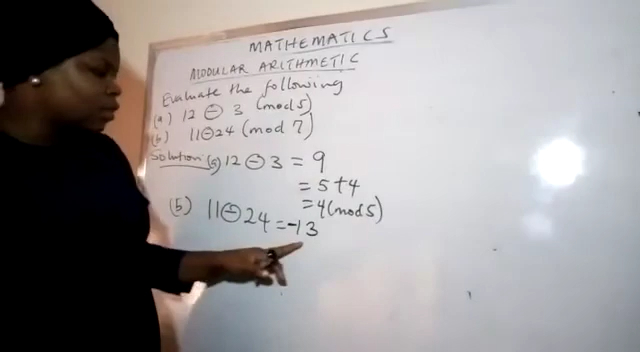 MATHEMATICS
MODULAR ARITHMETIC
Evaluate the following
(a) 12 ⊖ 3 (mod 5)
(b) 11 ⊖ 24 (mod 7)
Solution (a) 12 ⊖ 3 = 9
= 5 + 4
= 4 (mod 5)
(b) 11 ⊖ 24 = -13